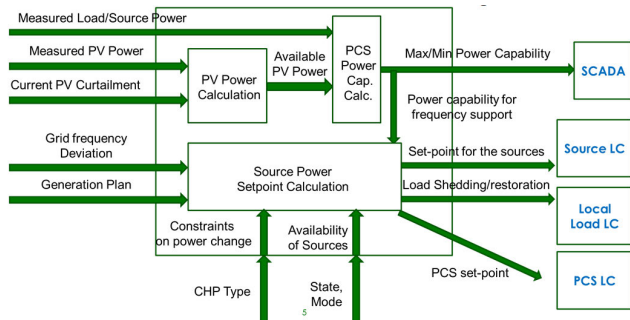 Measured Load/Source Power
Measured PV Power
Current PV Curtailment
PV Power
Calculation
Available
PV Power
PCS
Power
Cap.
Calc.
Max/Min Power Capability
SCADA
Power capability for
frequency support
Grid frequency
Deviation
Generation Plan
Source Power
Setpoint Calculation
Set-point for the sources
Source LC
Load Shedding/restoration
Local
Load LC
Constraints
on power change
Availability
of Sources
PCS set-point
PCS LC
CHP Type
State,
Mode
5